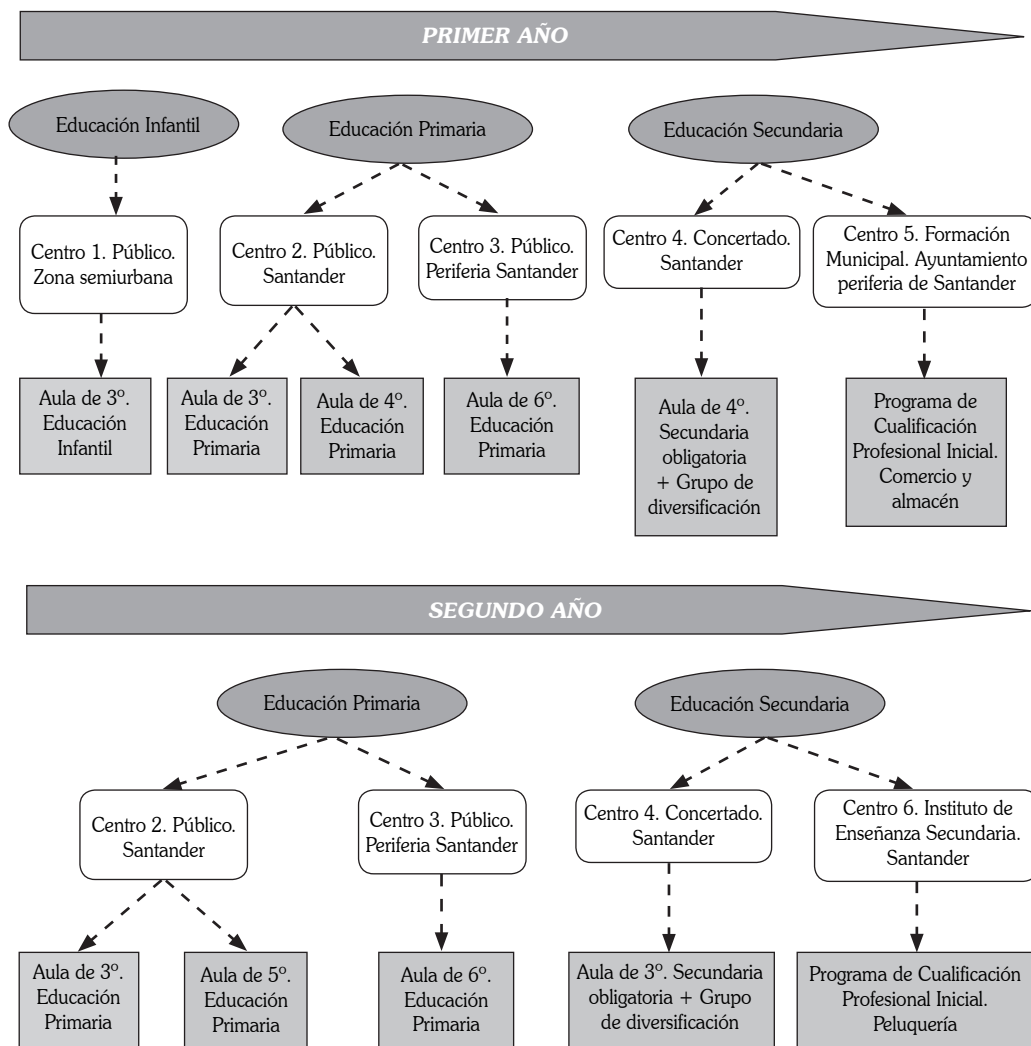 PRIMER AÑO
Educación Infantil
Educación Primaria
Educación Secundaria
Centro 1. Público.
Zona semiurbana
Centro 2. Público.
Santander
Centro 3. Público.
Periferia Santander
Centro 4. Concertado.
Santander
Centro 5. Formación
Municipal. Ayuntamiento
periferia de Santander
Aula de 3º.
Educación
Infantil
Aula de 3º.
Educación
Primaria
Aula de 4º.
Educación
Primaria
Aula de 6º.
Educación
Primaria
Aula de 4º.
Secundaria
obligatoria
+ Grupo de
diversificación
Programa de
Cualificación
Profesional Inicial.
Comercio y
almacén
SEGUNDO AÑO
Educación Primaria
Educación Secundaria
Centro 2. Público.
Santander
Centro 3. Público.
Periferia Santander
Centro 4. Concertado.
Santander
Centro 6. Instituto de
Enseñanza Secundaria.
Santander
Aula de 3º.
Educación
Primaria
Aula de 5º.
Educación
Primaria
Aula de 6º.
Educación
Primaria
Aula de 3º. Secundaria
obligatoria + Grupo
de diversificación
Programa de Cualificación
Profesional Inicial.
Peluquería